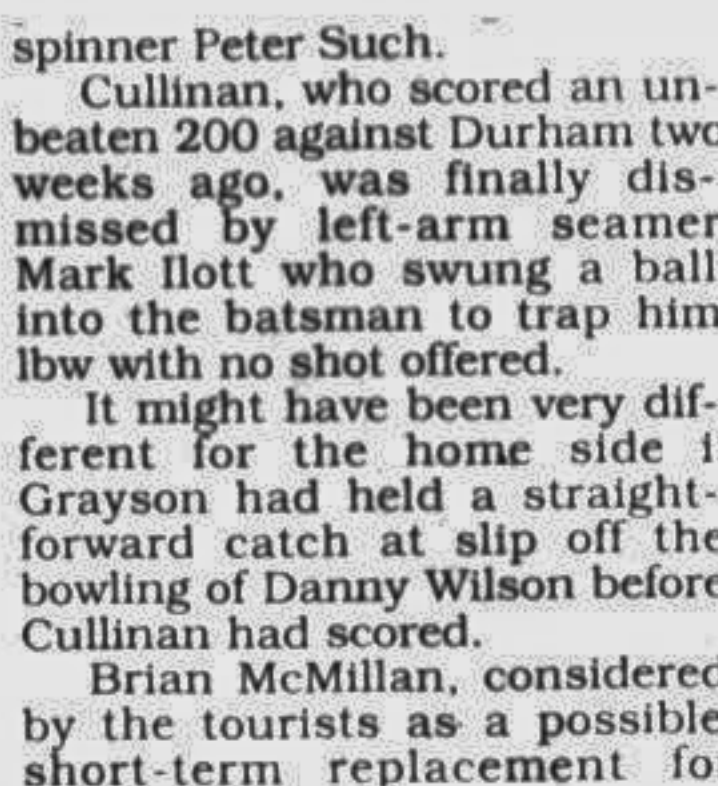 spinner Peter Such.
Cullinan, who scored an un-
beaten 200 against Durham two
weeks ago, was finally dis-
missed by left-arm seamer
Mark Ilott who swung a ball
into the batsman to trap him
lbw with no shot offered.
It might have been very dif-
ferent for the home side i
Grayson had held a straight-
forward catch at slip off the
bowling of Danny Wilson before
Cullinan had scored.
Brian McMillan, considered
by the tourists as a possible
short-term replacement fo